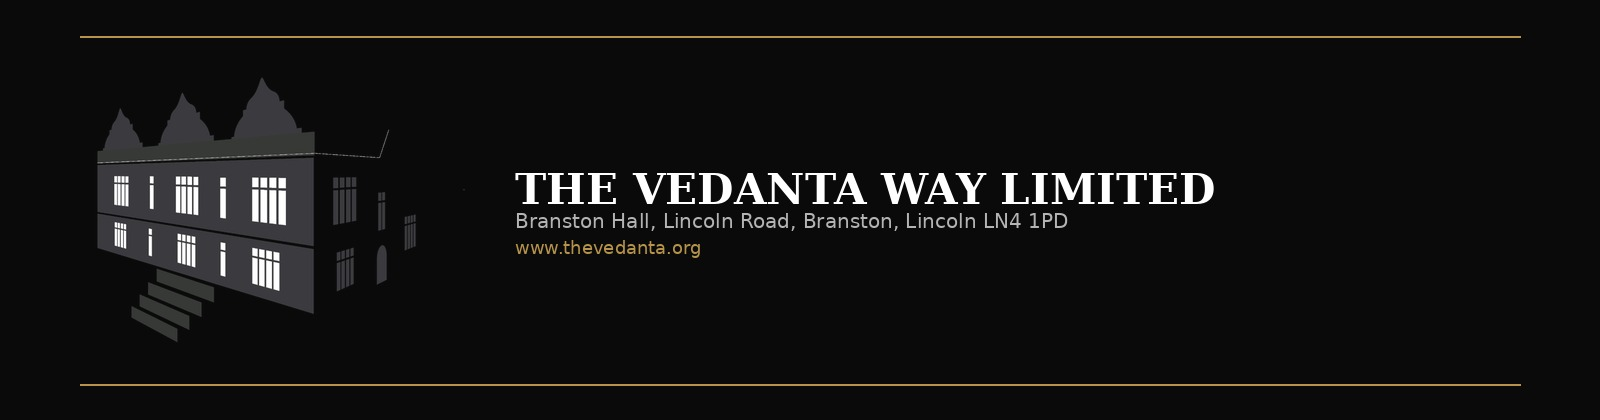 THE VEDANTA WAY LIMITED
Branston Hall, Lincoln Road, Branston, Lincoln LN4 1PD
www.thevedanta.org